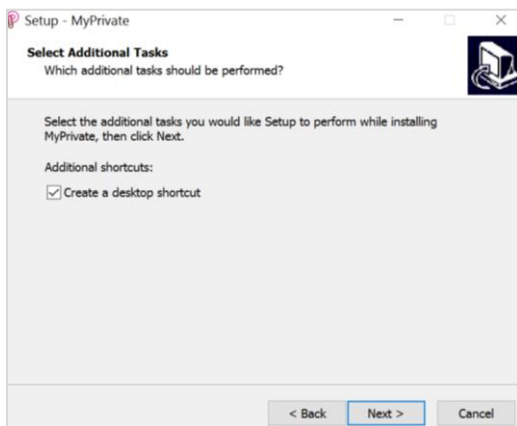 Setup - MyPrivate
Select Additional Tasks
Which additional tasks should be performed?
Select the additional tasks you would like Setup to perform while installing
MyPrivate, then click Next.
Additional shortcuts:
Create a desktop shortcut
< Back Next > Cancel